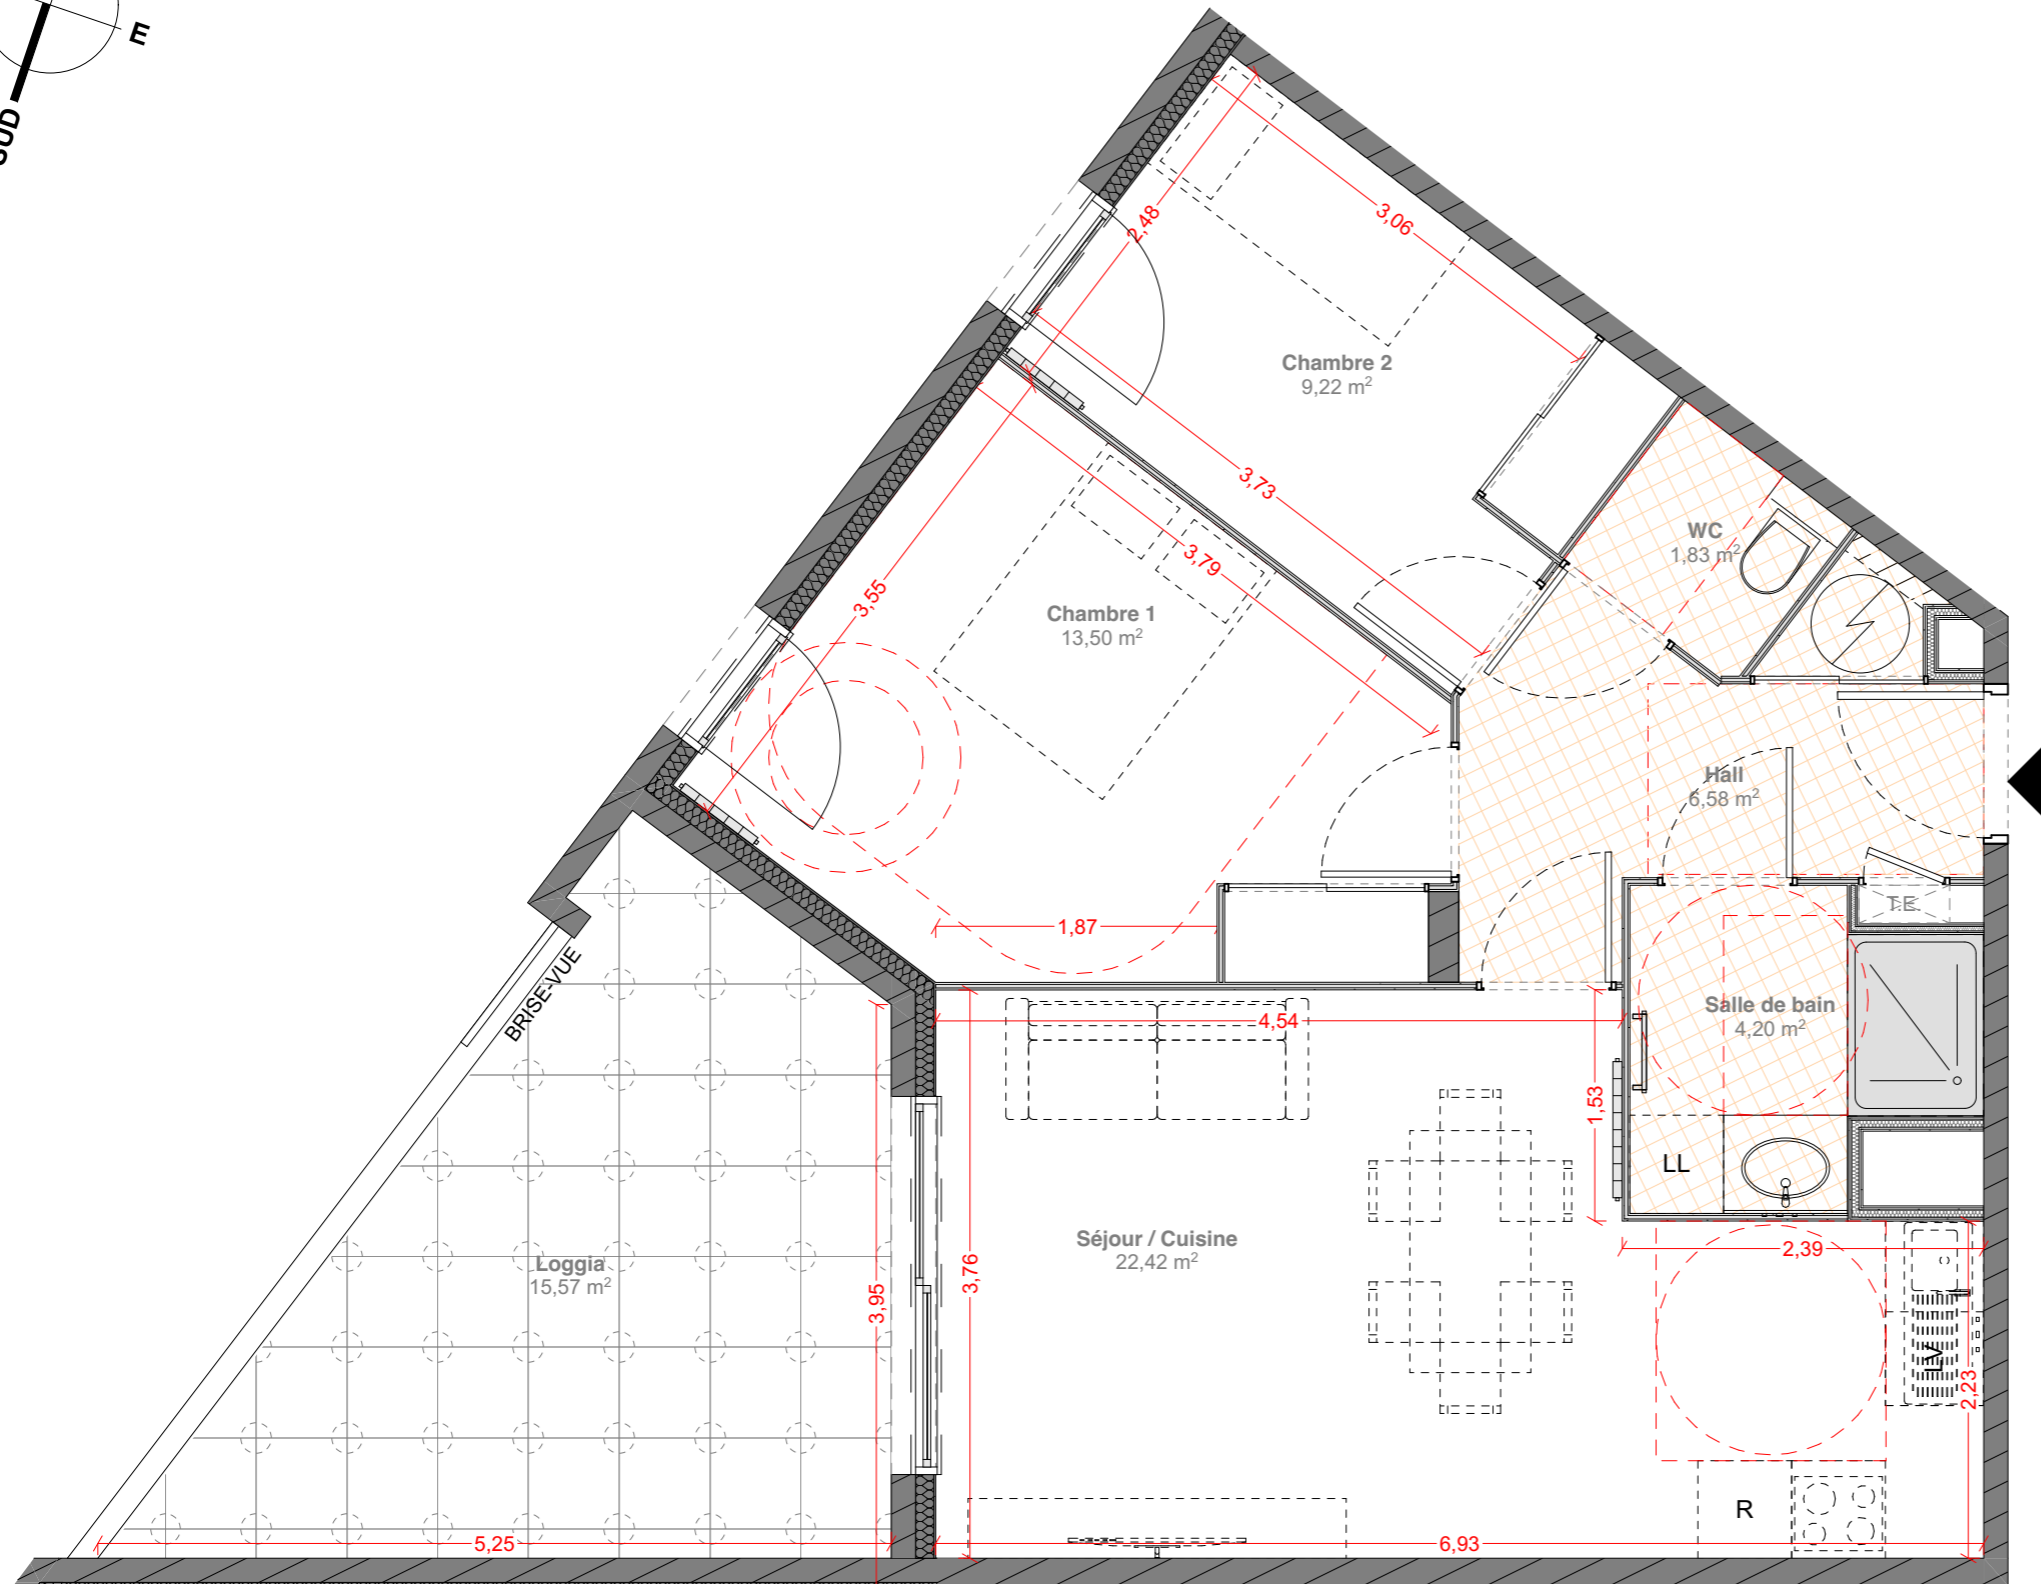 E
SUD
2,48
3,06
Chambre 2
9,22 m²
3,73
WC
1,83 m²
3,79
3,55
Chambre 1
13,50 m²
Hall
6,58 m²
T.E.
1,87
BRISE-VUE
4,54
Salle de bain
4,20 m²
1,53
LL
Séjour / Cuisine
22,42 m²
2,39
Loggia
15,57 m²
3,95
3,76
LV
2,23
R
5,25
6,93